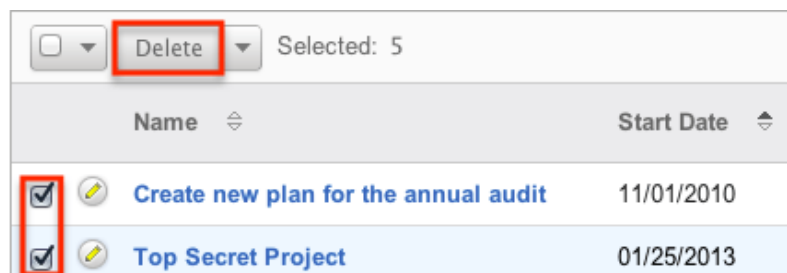 Delete Selected: 5
Name Start Date
Create new plan for the annual audit 11/01/2010
Top Secret Project 01/25/2013